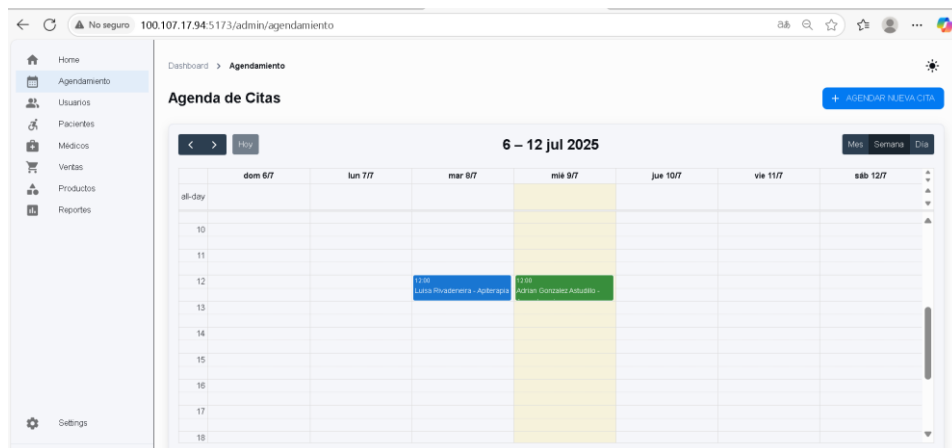 No seguro 100.107.17.94:5173/admin/agendamiento
Home
Agendamiento
Usuarios
Pacientes
Médicos
Ventas
Productos
Reportes
Settings
Dashboard > Agendamiento
Agenda de Citas
+ AGENDAR NUEVA CITA
< > Hoy
6 – 12 jul 2025
Mes Semana Día
dom 6/7 lun 7/7 mar 8/7 mié 9/7 jue 10/7 vie 11/7 sáb 12/7
all-day
10
11
12
12:00
Luisa Rivadeneira - Apiterapia
12:00
Adrian Gonzalez Astudillo -
13
14
15
16
17
18